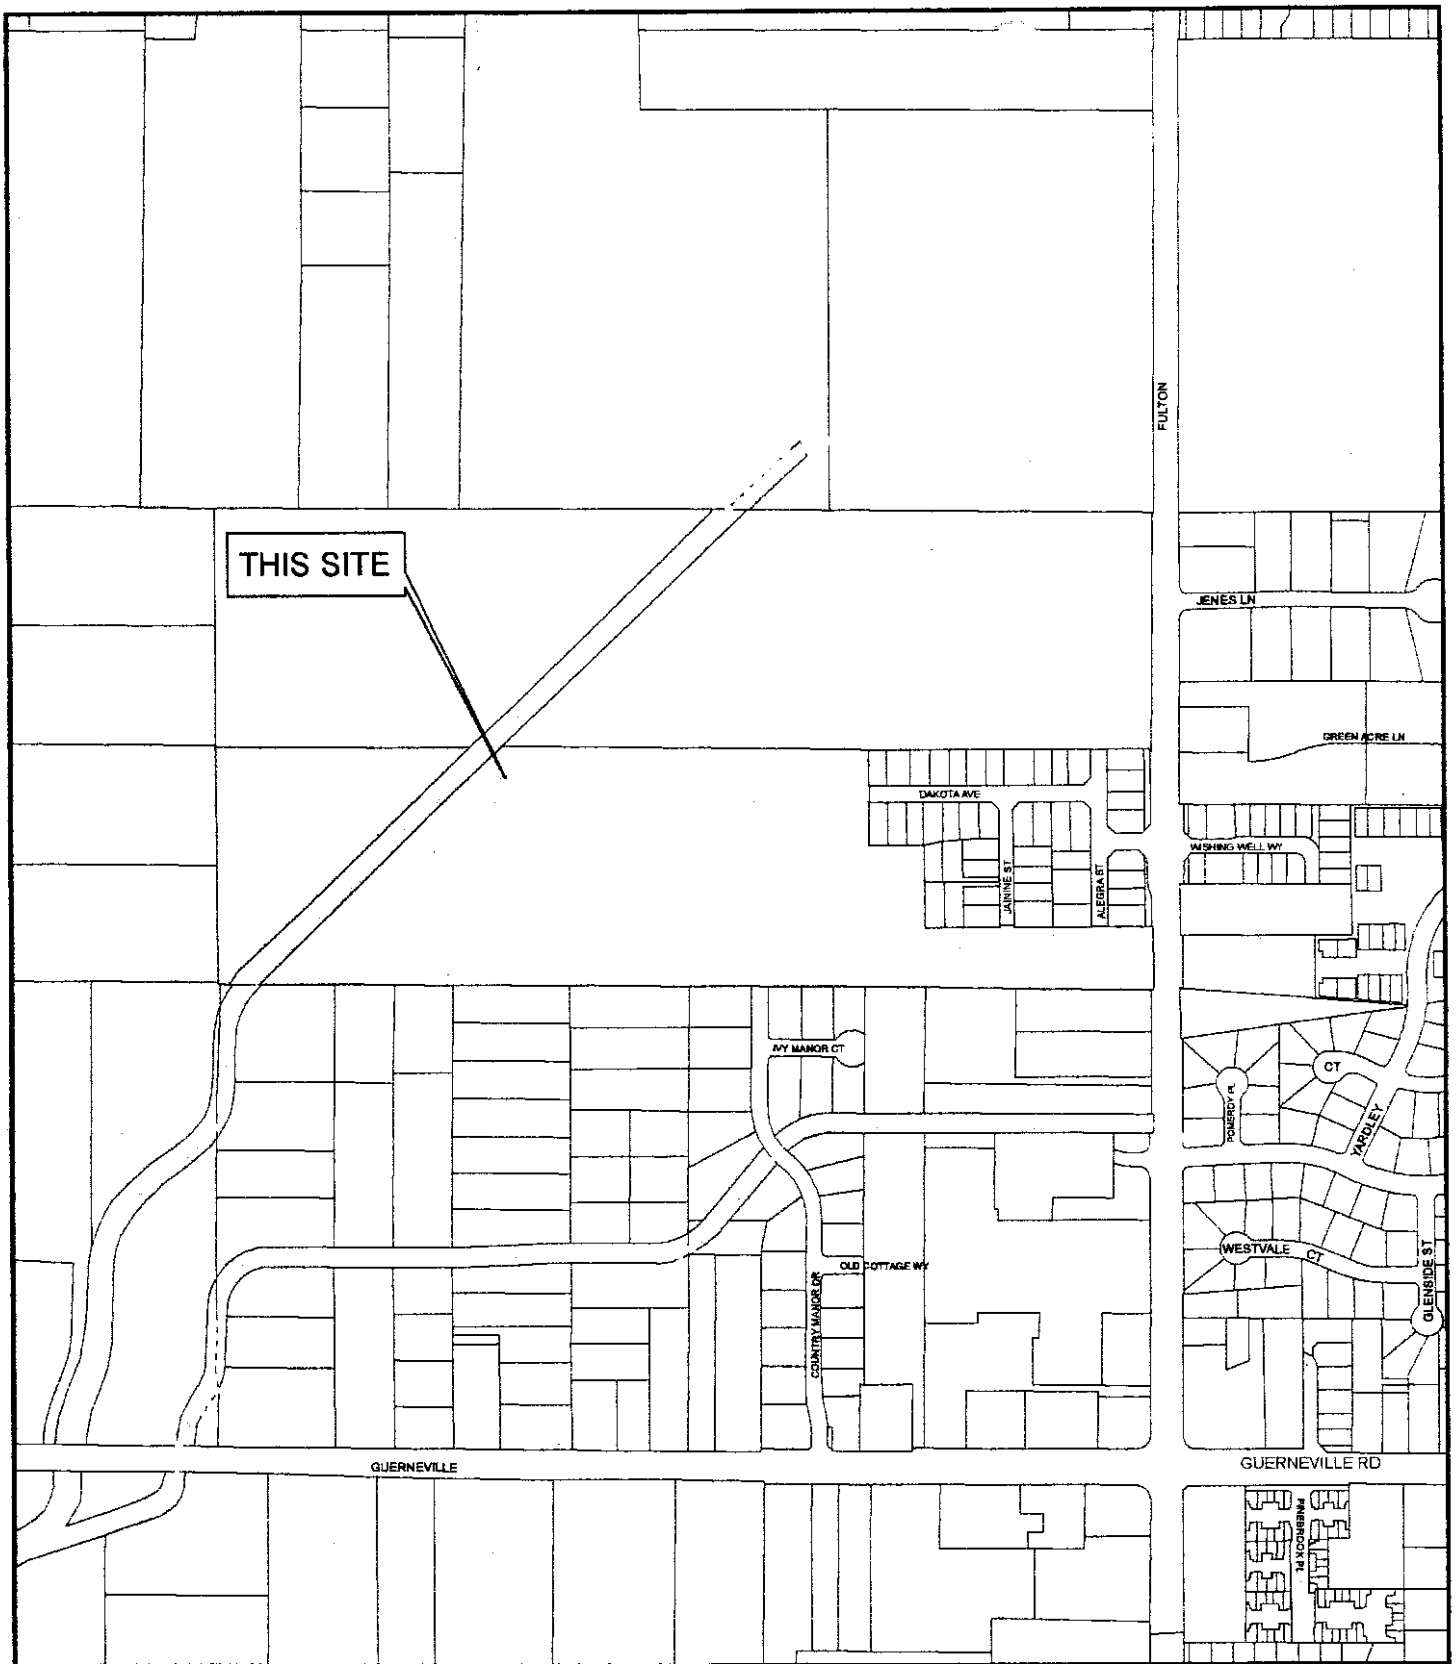 FULTON
THIS SITE
JENES LN
GREEN ACRE LN
DAKOTA AVE
WISHING WELL WY
JAININE ST
ALEGRA ST
IVY MANOR CT
CT
POMEROY PL
YARDLEY
WESTVALE CT
OLD COTTAGE WY
COUNTRY MANOR DR
GLENSIDE ST
GUERNEVILLE
GUERNEVILLE RD
PINEBROOK PL